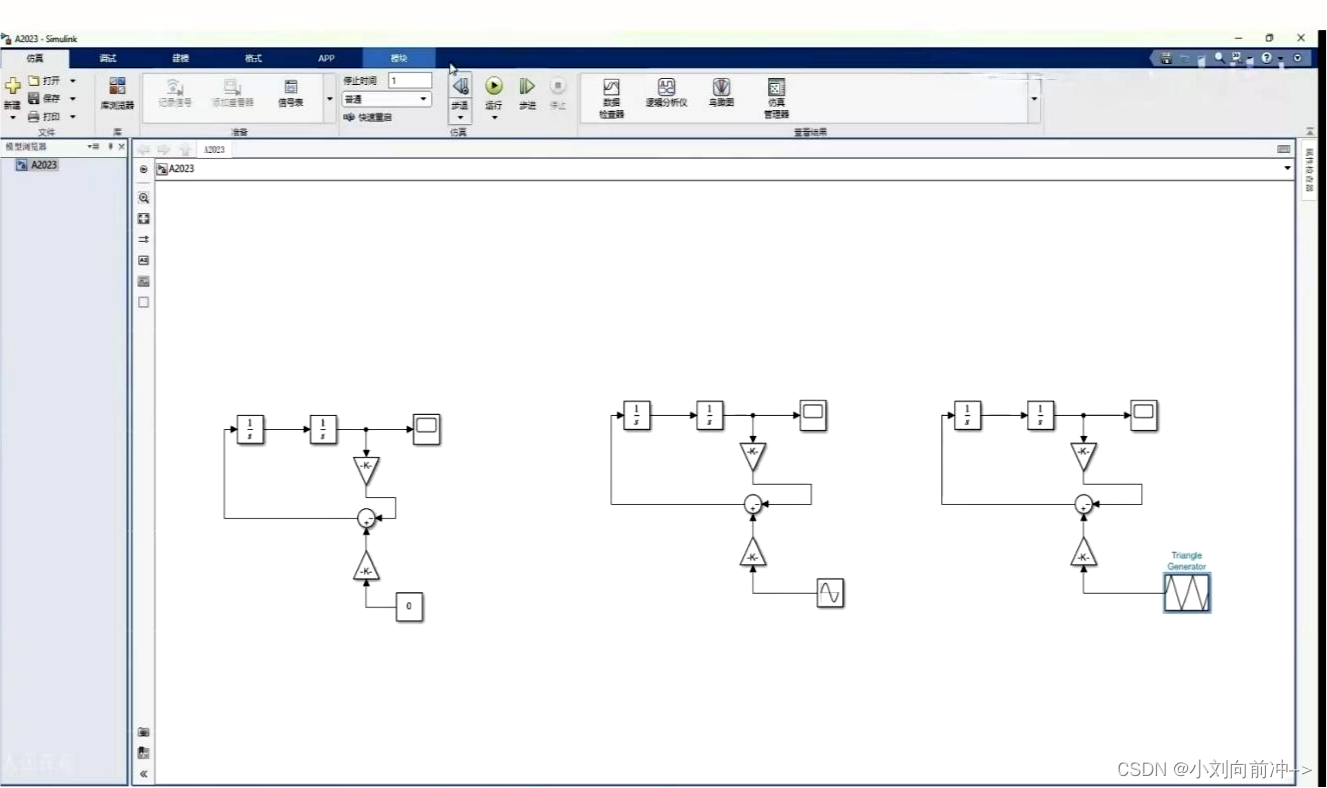 A2023 - Simulink
仿真 调试 建模 格式 APP 模块
新建 打开 保存 打印 文件
库浏览器 库
记录信号 添加查看器 信号表 准备
停止时间 1
普通
快速重启
步退 运行 步进 停止 仿真
数据检查器 逻辑分析仪 鸟瞰图 仿真管理器 查看结果
模型浏览器 A2023
A2023
A2023
属性检查器
1 s 1 s 1 s 1 s 1 s 1 s
-K- -K- -K-
+ - + - + -
-K- -K- -K-
Triangle
Generator
0
CSDN @小刘向前冲-->